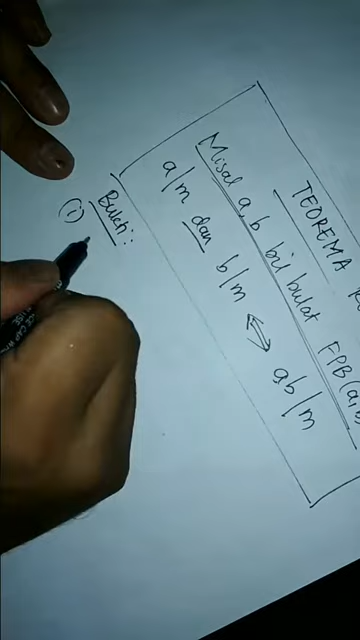 TEOREMA
Misal a, b bil bulat FPB(a, b
a|m dan b|m ⟺ ab|m
Bukti:
(i)